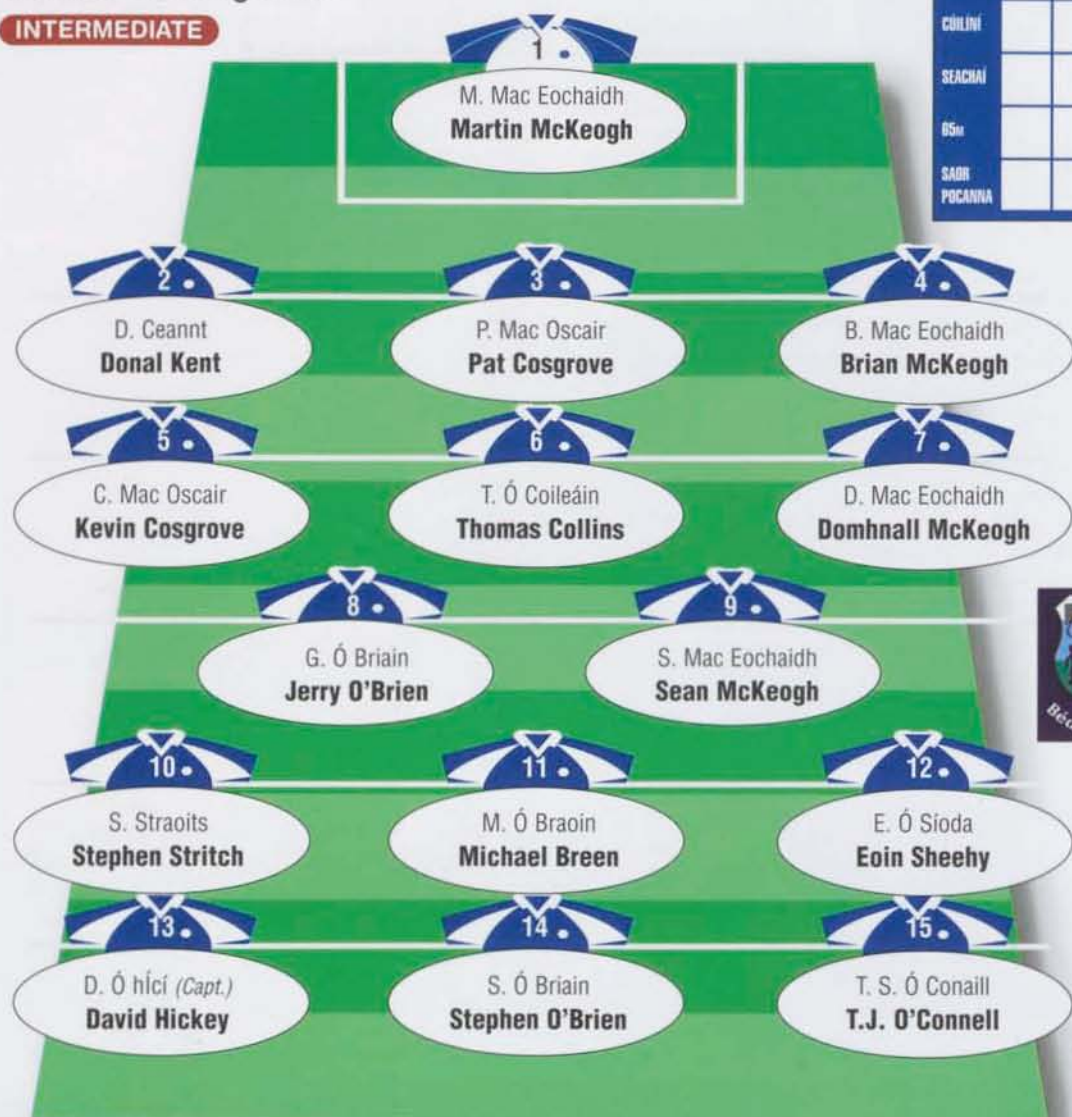 INTERMEDIATE
CÚILÍNÍ
SEACHAÍ
65M
SAOR
POCANNA
1
M. Mac Eochaidh
Martin McKeogh
2
D. Ceannt
Donal Kent
3
P. Mac Oscair
Pat Cosgrove
4
B. Mac Eochaidh
Brian McKeogh
5
C. Mac Oscair
Kevin Cosgrove
6
T. Ó Coileáin
Thomas Collins
7
D. Mac Eochaidh
Domhnall McKeogh
8
G. Ó Briain
Jerry O'Brien
9
S. Mac Eochaidh
Sean McKeogh
10
S. Straoits
Stephen Stritch
11
M. Ó Braoin
Michael Breen
12
E. Ó Síoda
Eoin Sheehy
13
D. Ó hÍcí (Capt.)
David Hickey
14
S. Ó Briain
Stephen O'Brien
15
T. S. Ó Conaill
T.J. O'Connell